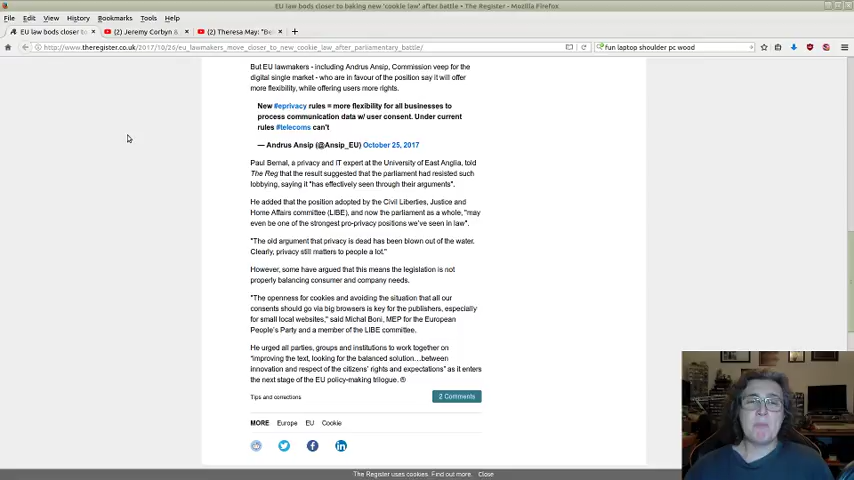 EU law bods closer to baking new 'cookie law' after battle • The Register - Mozilla Firefox
File Edit View History Bookmarks Tools Help
EU law bods closer to × (2) Jeremy Corbyn & × (2) Theresa May: "Be ×
http://www.theregister.co.uk/2017/10/26/eu_lawmakers_move_closer_to_new_cookie_law_after_parliamentary_battle/ fun laptop shoulder pc wood
But EU lawmakers - including Andrus Ansip, Commission veep for the
digital single market - who are in favour of the position say it will offer
more flexibility, while offering users more rights.
New #eprivacy rules = more flexibility for all businesses to
process communication data w/ user consent. Under current
rules #telecoms can't
— Andrus Ansip (@Ansip_EU) October 25, 2017
Paul Bernal, a privacy and IT expert at the University of East Anglia, told
The Reg that the result suggested that the parliament had resisted such
lobbying, saying it "has effectively seen through their arguments".
He added that the position adopted by the Civil Liberties, Justice and
Home Affairs committee (LIBE), and now the parliament as a whole, "may
even be one of the strongest pro-privacy positions we've seen in law".
"The old argument that privacy is dead has been blown out of the water.
Clearly, privacy still matters to people a lot."
However, some have argued that this means the legislation is not
properly balancing consumer and company needs.
"The openness for cookies and avoiding the situation that all our
consents should go via big browsers is key for the publishers, especially
for small local websites," said Michal Boni, MEP for the European
People's Party and a member of the LIBE committee.
He urged all parties, groups and institutions to work together on
"improving the text, looking for the balanced solution…between
innovation and respect of the citizens' rights and expectations" as it enters
the next stage of the EU policy-making trilogue. ®
Tips and corrections 2 Comments
MORE Europe EU Cookie
The Register uses cookies. Find out more. Close